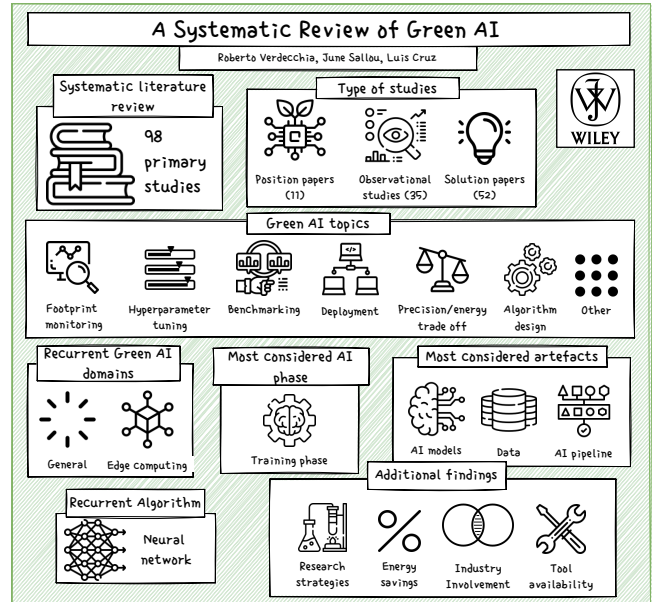 A Systematic Review of Green AI
Roberto Verdecchia, June Sallou, Luis Cruz
Systematic literature
review
98
primary
studies
Type of studies
Position papers
(11)
Observational
studies (35)
Solution papers
(52)
WILEY
Green AI topics
</>
Footprint
monitoring
Hyperparameter
tuning
Benchmarking
Deployment
Precision/energy
trade off
Algorithm
design
Other
Recurrent Green AI
domains
General
Edge computing
Most considered AI
phase
Training phase
Most considered artefacts
AI models
Data
AI pipeline
Recurrent Algorithm
Neural
network
Additional findings
Research
strategies
Energy
savings
Industry
Involvement
Tool
availability